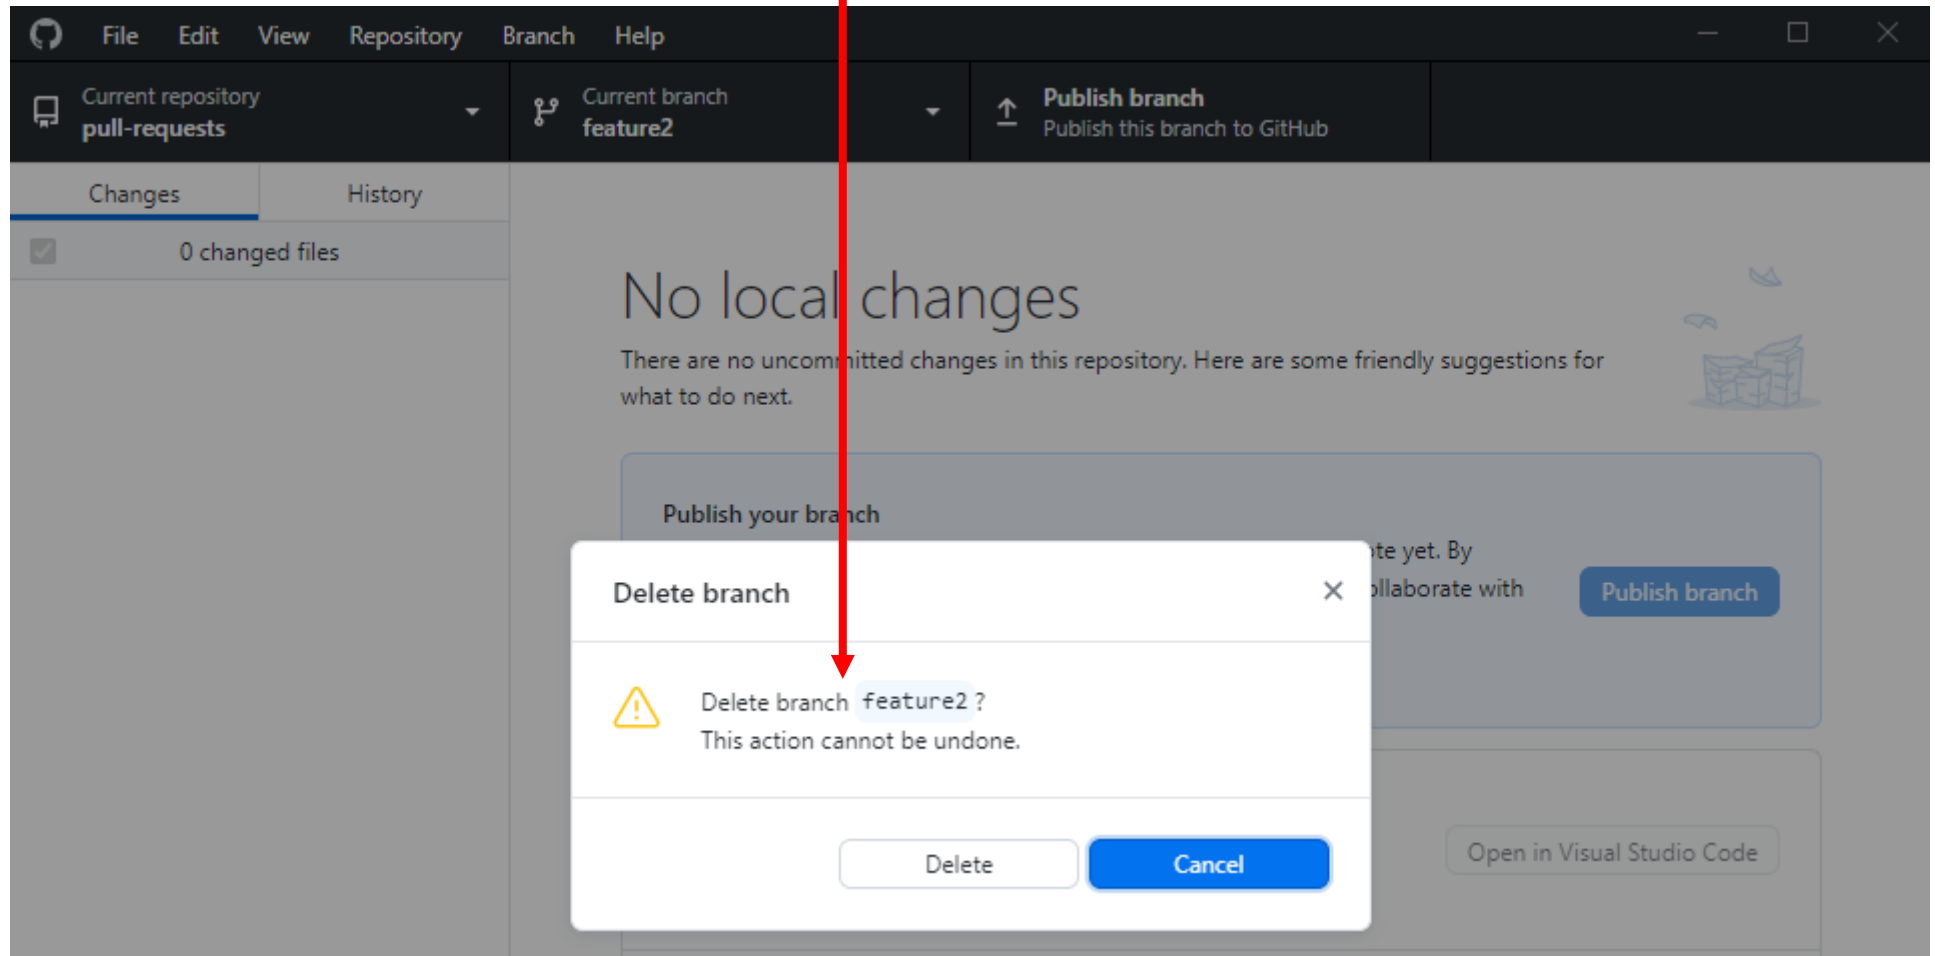 File Edit View Repository Branch Help
Current repository
pull-requests
Current branch
feature2
Publish branch
Publish this branch to GitHub
Changes History
0 changed files
No local changes
There are no uncommitted changes in this repository. Here are some friendly suggestions for
what to do next.
Publish your branch
yet. By
with
Publish branch
Delete branch
Delete branch feature2?
This action cannot be undone.
Delete Cancel
Open in Visual Studio Code